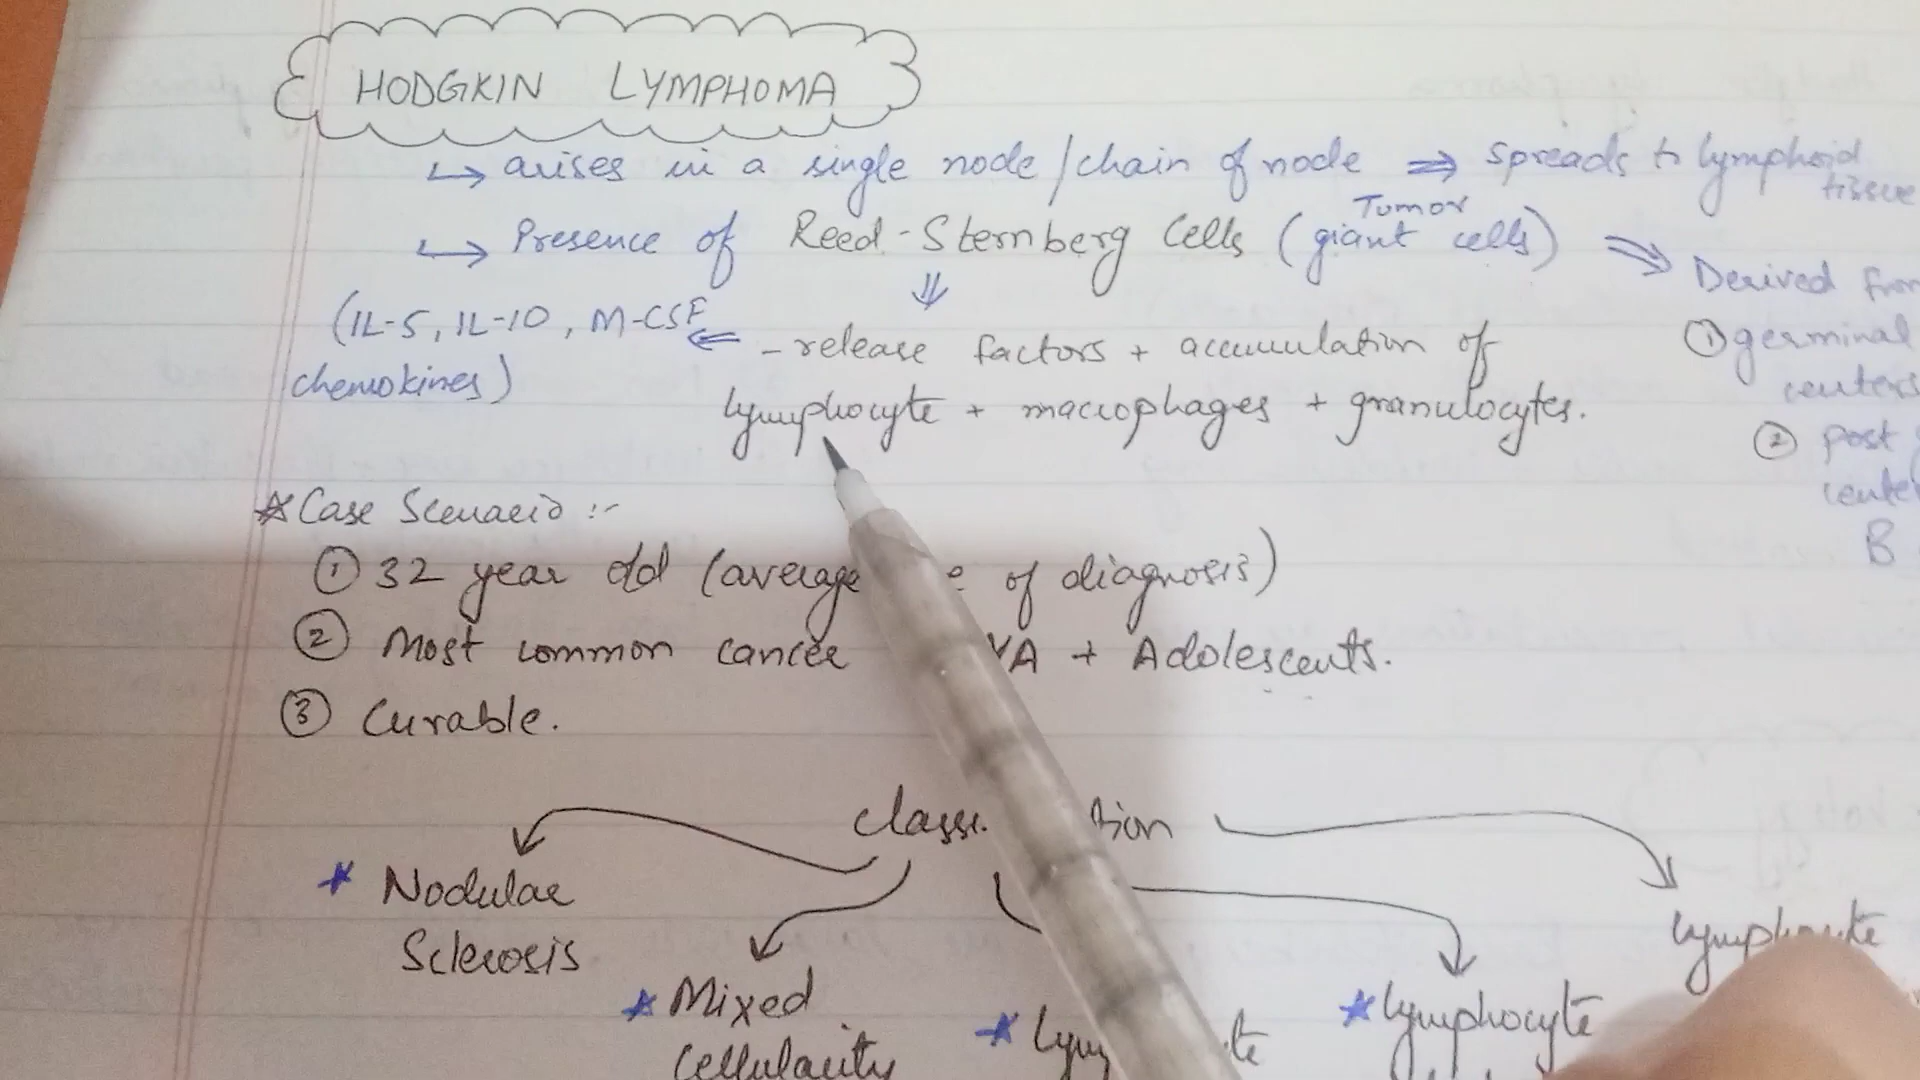 HODGKIN LYMPHOMA
↳ arises in a single node/chain of node ⇒ spreads to lymphoid tissue
↳ Presence of Reed-Sternberg Cells (Tumor giant cells) ⇒ Derived from
① germinal centers
② post
B
⇓
- release factors + accumulation of
lymphocyte + macrophages + granulocytes.
⇐ (IL-5, IL-10, M-CSF
chemokines)
* Case Scenario :-
① 32 year old (average of diagnosis)
② Most common cancer YA + Adolescents.
③ Curable.
* Nodular
Sclerosis
* Mixed
Cellularity
* lymphocyte
lymphocyte